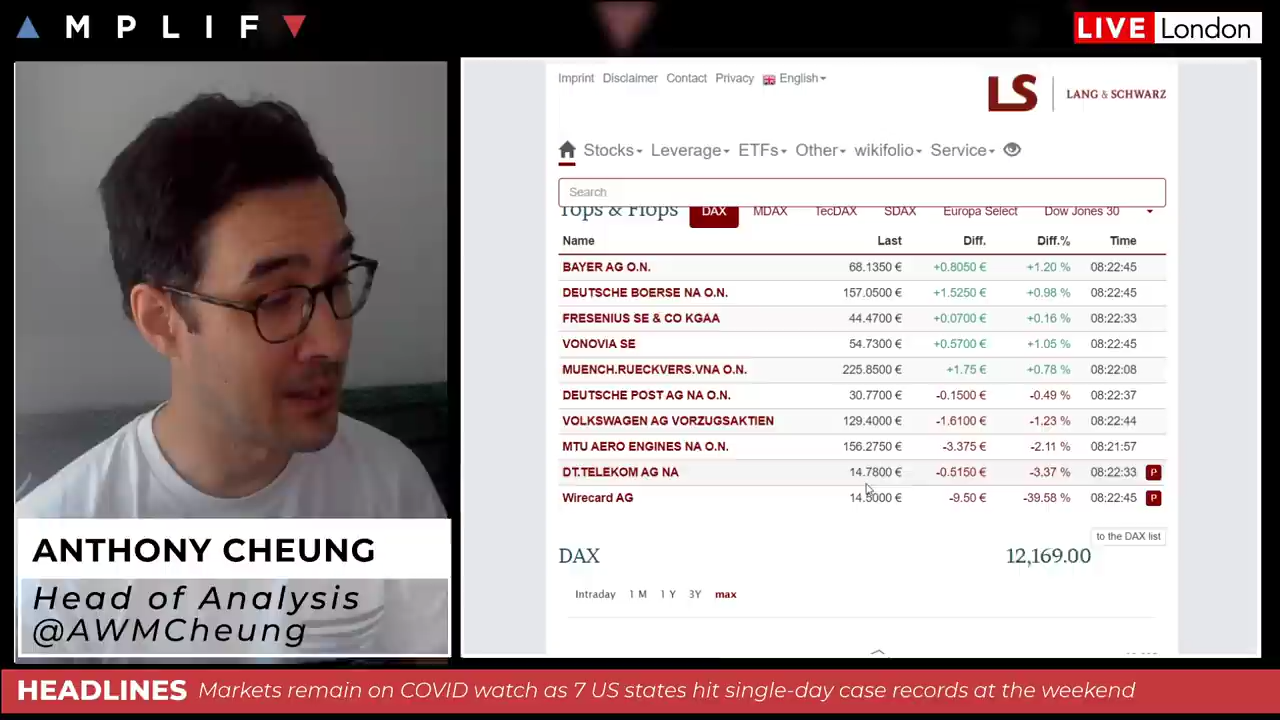 AMPLIFY
LIVE London
Imprint Disclaimer Contact Privacy English
LS LANG & SCHWARZ
Stocks Leverage ETFs Other wikifolio Service
Search
Tops & Flops DAX MDAX TecDAX SDAX Europa Select Dow Jones 30
Name Last Diff. Diff.% Time
BAYER AG O.N. 68.1350 € +0.8050 € +1.20 % 08:22:45
DEUTSCHE BOERSE NA O.N. 157.0500 € +1.5250 € +0.98 % 08:22:45
FRESENIUS SE & CO KGAA 44.4700 € +0.0700 € +0.16 % 08:22:33
VONOVIA SE 54.7300 € +0.5700 € +1.05 % 08:22:45
MUENCH.RUECKVERS.VNA O.N. 225.8500 € +1.75 € +0.78 % 08:22:08
DEUTSCHE POST AG NA O.N. 30.7700 € -0.1500 € -0.49 % 08:22:37
VOLKSWAGEN AG VORZUGSAKTIEN 129.4000 € -1.6100 € -1.23 % 08:22:44
MTU AERO ENGINES NA O.N. 156.2750 € -3.375 € -2.11 % 08:21:57
DT.TELEKOM AG NA 14.7800 € -0.5150 € -3.37 % 08:22:33 P
Wirecard AG 14.5000 € -9.50 € -39.58 % 08:22:45 P
to the DAX list
DAX 12,169.00
Intraday 1 M 1 Y 3Y max
ANTHONY CHEUNG
Head of Analysis
@AWMCheung
HEADLINES Markets remain on COVID watch as 7 US states hit single-day case records at the weekend